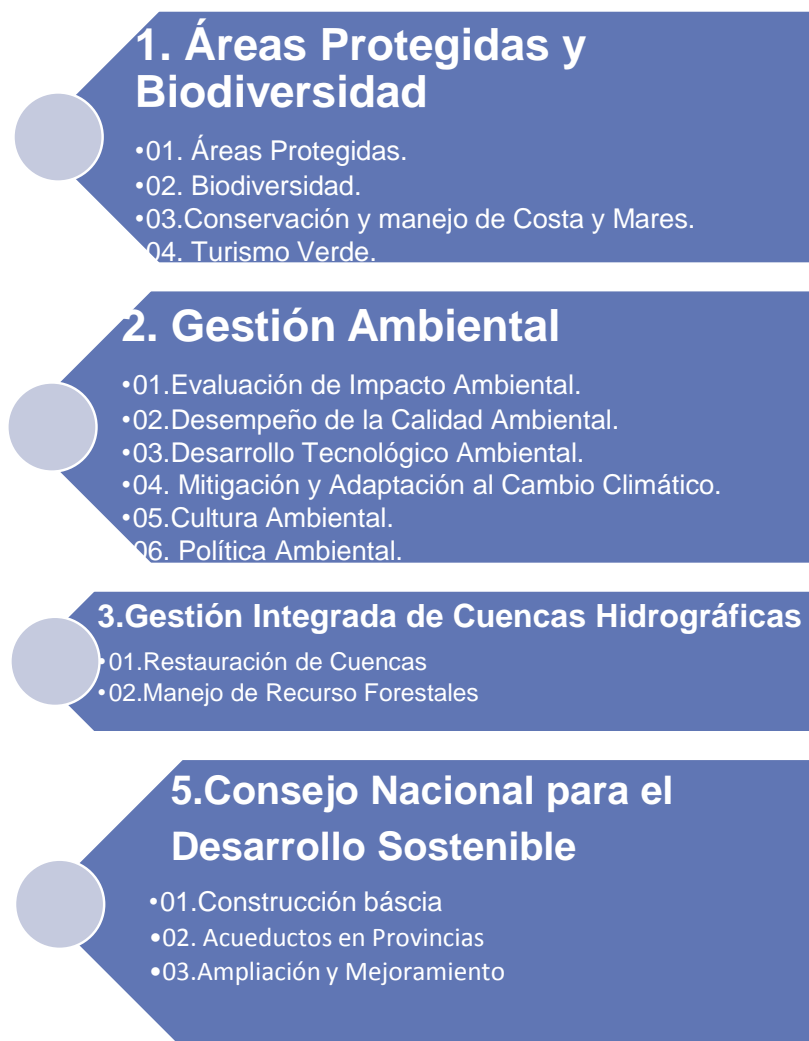 1. Áreas Protegidas y
Biodiversidad
•01. Áreas Protegidas.
•02. Biodiversidad.
•03.Conservación y manejo de Costa y Mares.
•04. Turismo Verde.
2. Gestión Ambiental
•01.Evaluación de Impacto Ambiental.
•02.Desempeño de la Calidad Ambiental.
•03.Desarrollo Tecnológico Ambiental.
•04. Mitigación y Adaptación al Cambio Climático.
•05.Cultura Ambiental.
•06. Política Ambiental.
3.Gestión Integrada de Cuencas Hidrográficas
•01.Restauración de Cuencas
•02.Manejo de Recurso Forestales
5.Consejo Nacional para el
Desarrollo Sostenible
•01.Construcción báscia
•02. Acueductos en Provincias
•03.Ampliación y Mejoramiento